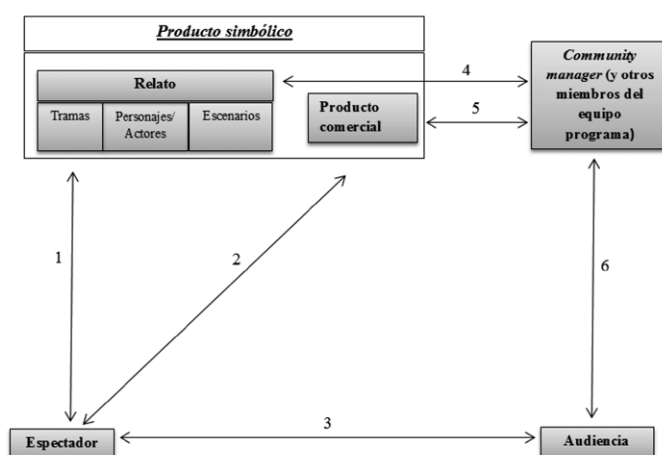 Producto simbólico
Relato
Tramas
Personajes/
Actores
Escenarios
Producto
comercial
4
5
Community
manager (y otros
miembros del
equipo
programa)
1
2
6
3
Espectador
Audiencia